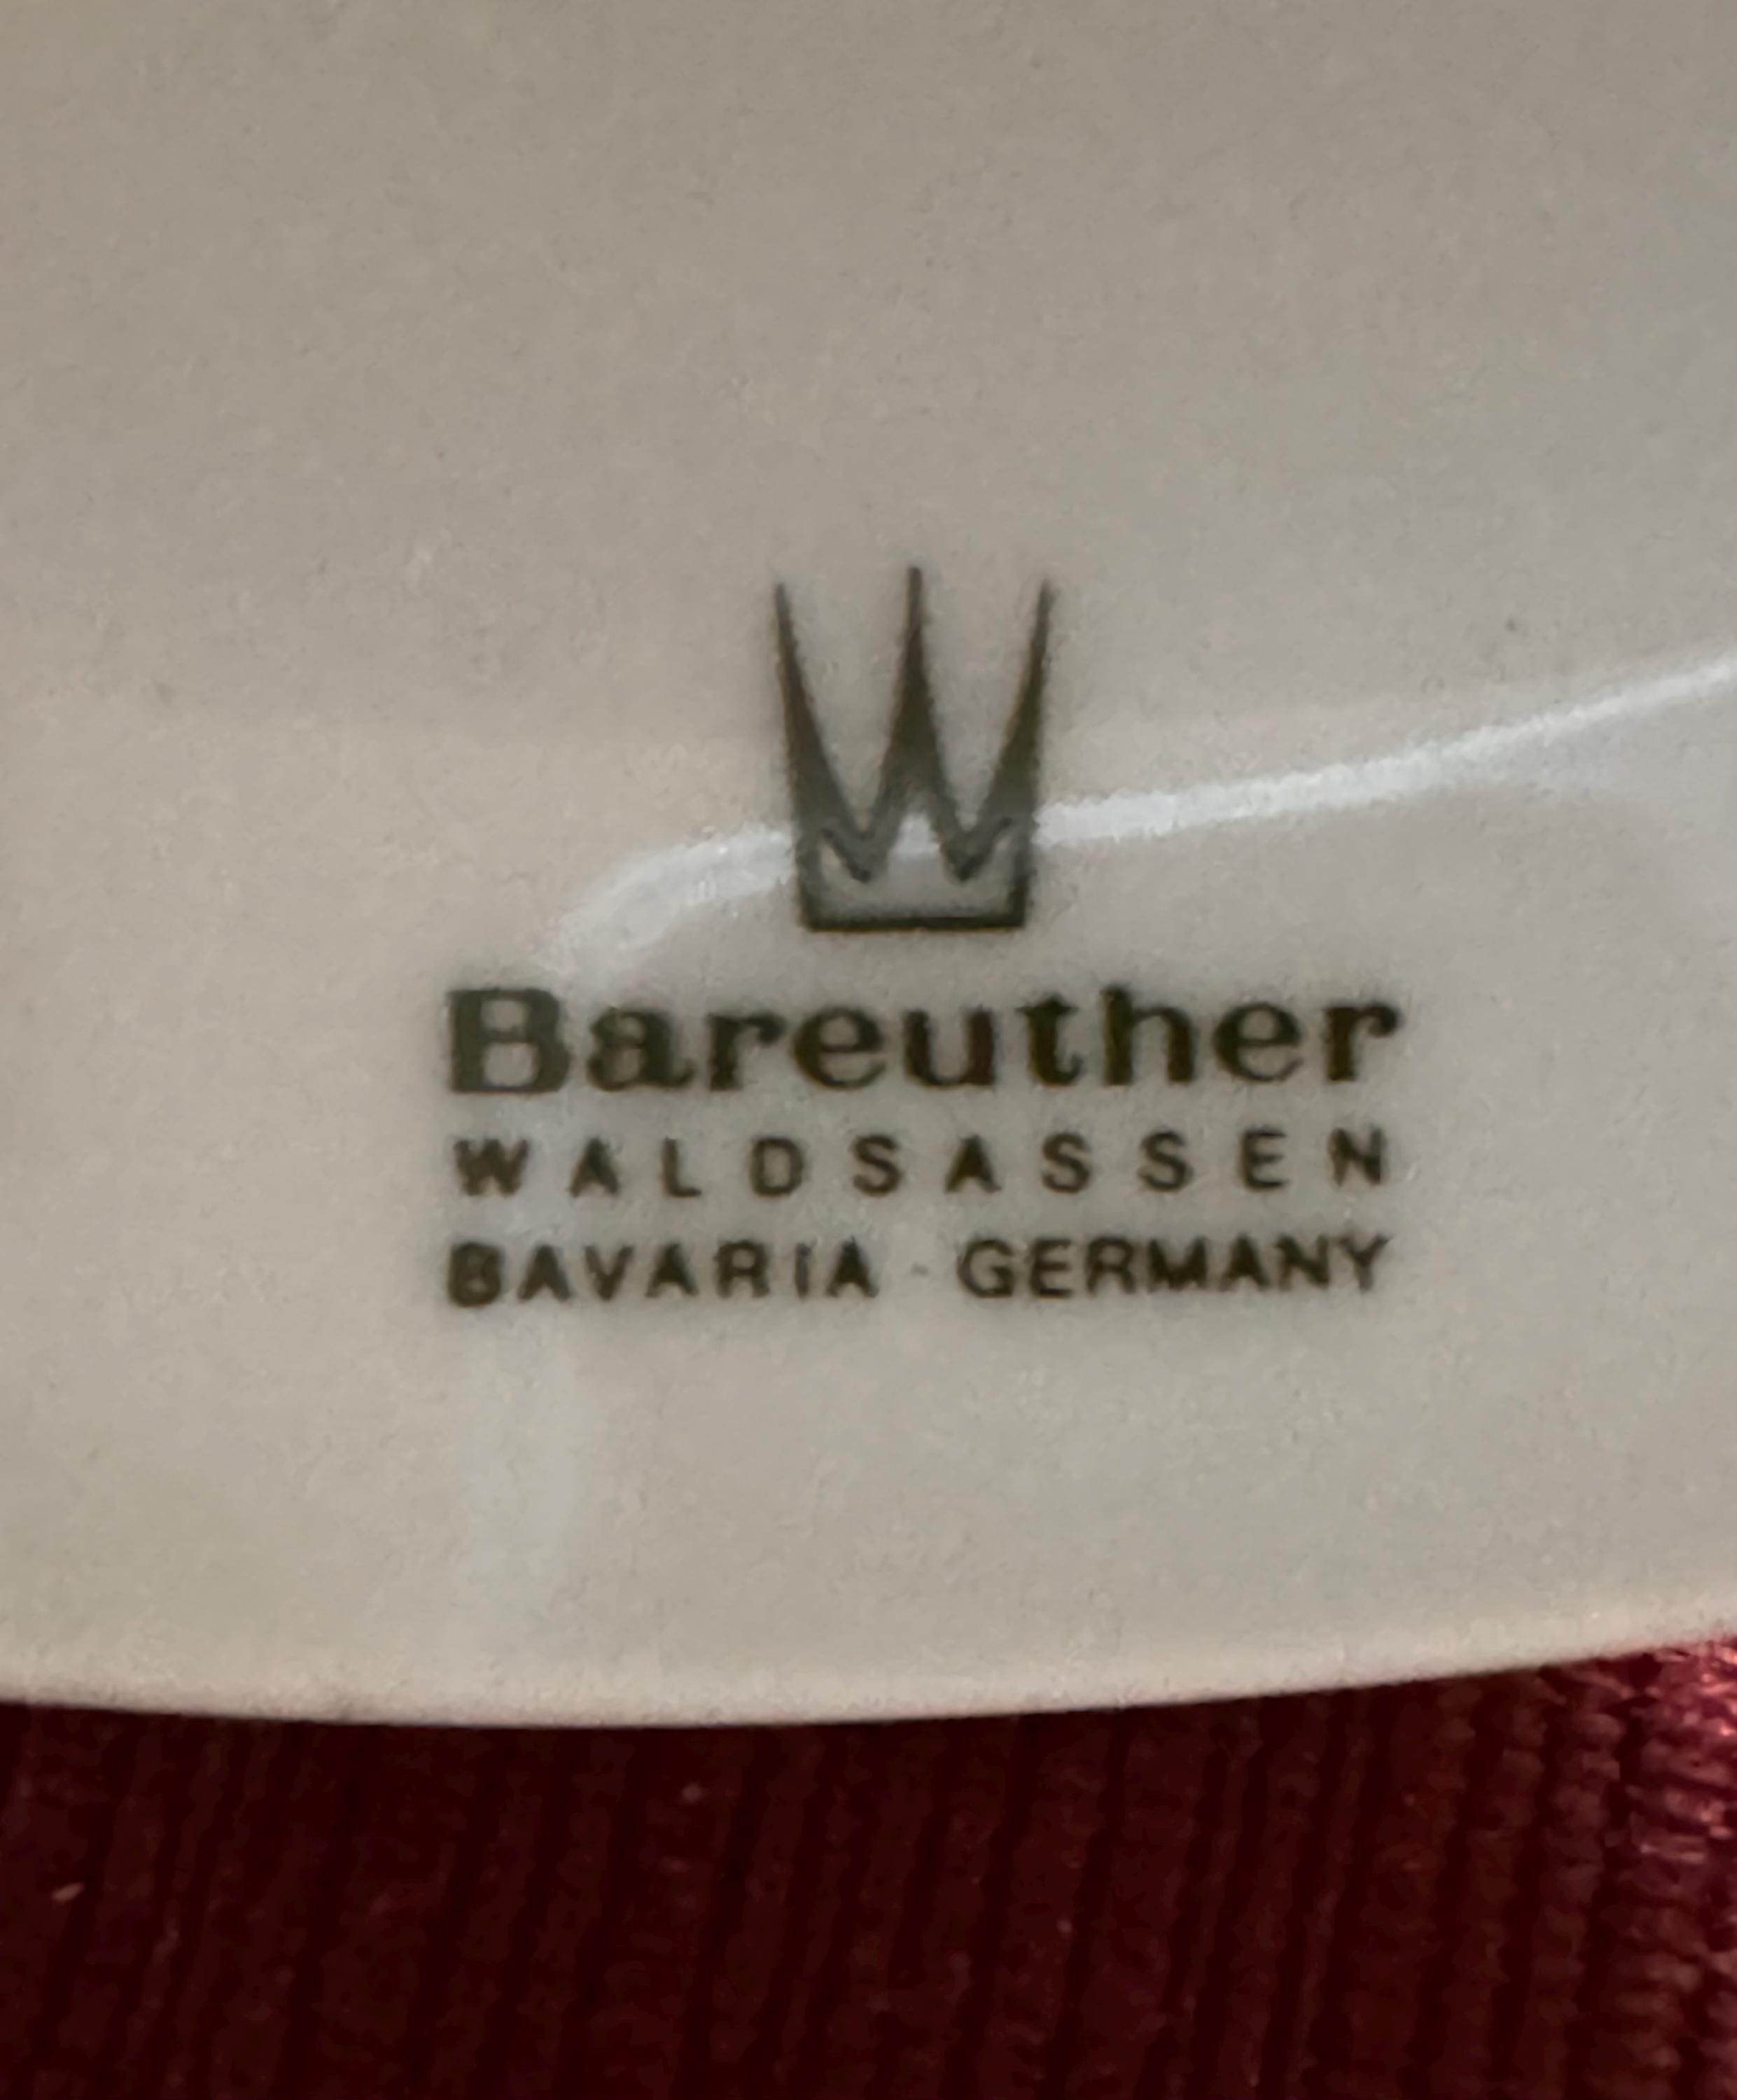 Bareuther
WALDSASSEN
BAVARIA - GERMANY